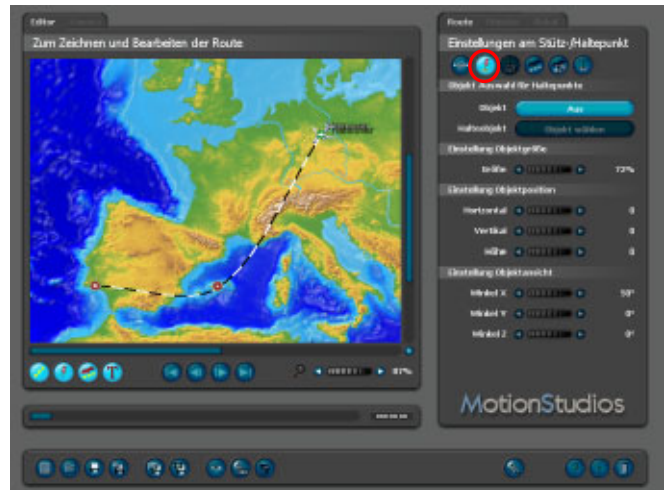 Editor
Zum Zeichnen und Bearbeiten der Route
87%
Route
Einstellungen am Stütz-/Haltepunkt
Objekt Auswahl für Haltepunkte
Objekt Aus
Halteobjekt Objekt wählen
Einstellung Objektgröße
Größe 72%
Einstellung Objektposition
Horizontal 0
Vertikal 0
Höhe 0
Einstellung Objektansicht
Winkel X 50°
Winkel Y 0°
Winkel Z 0°
MotionStudios